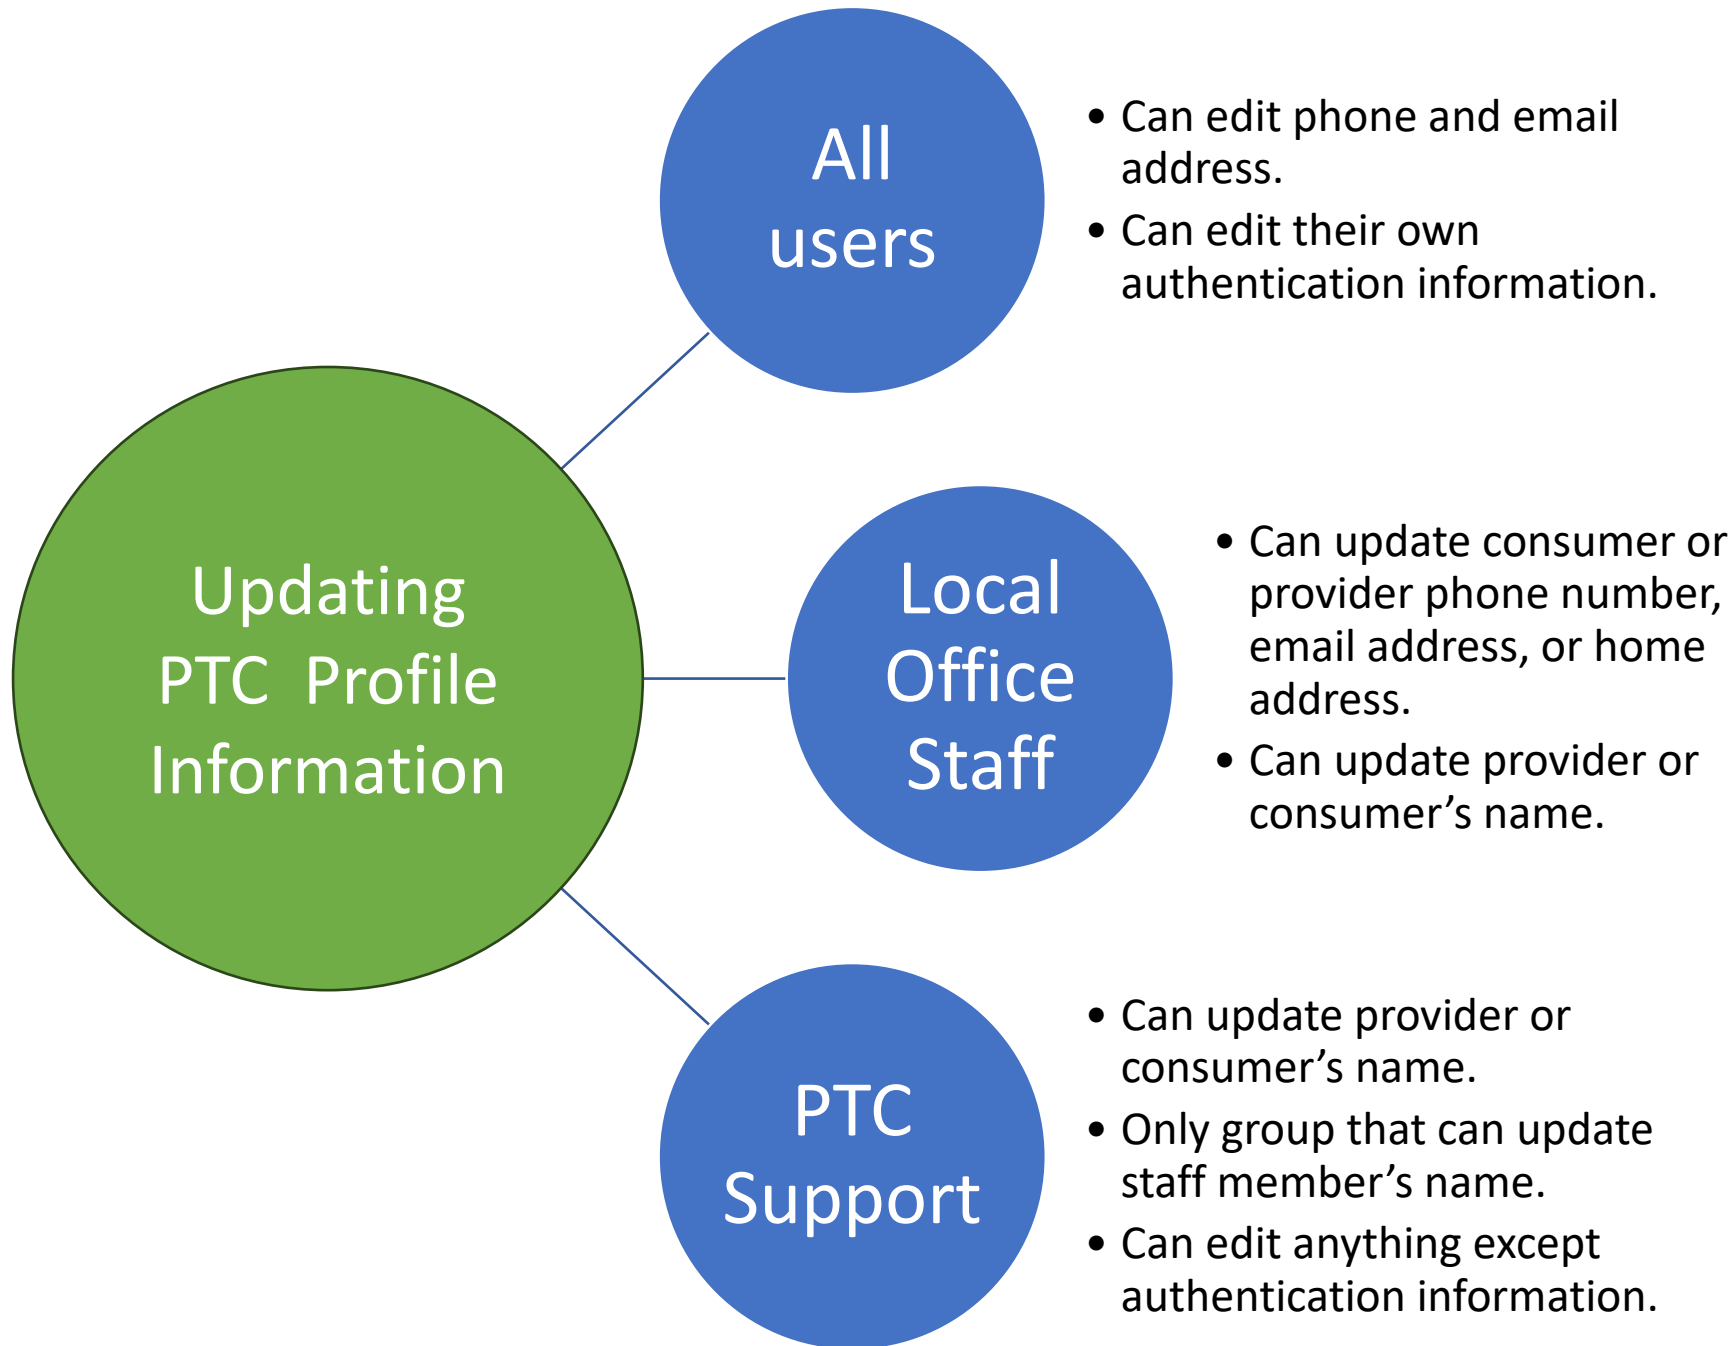 All
users
• Can edit phone and email
address.
• Can edit their own
authentication information.
Updating
PTC  Profile
Information
Local
Office
Staff
• Can update consumer or
provider phone number,
email address, or home
address.
• Can update provider or
consumer’s name.
PTC
Support
• Can update provider or
consumer’s name.
• Only group that can update
staff member’s name.
• Can edit anything except
authentication information.